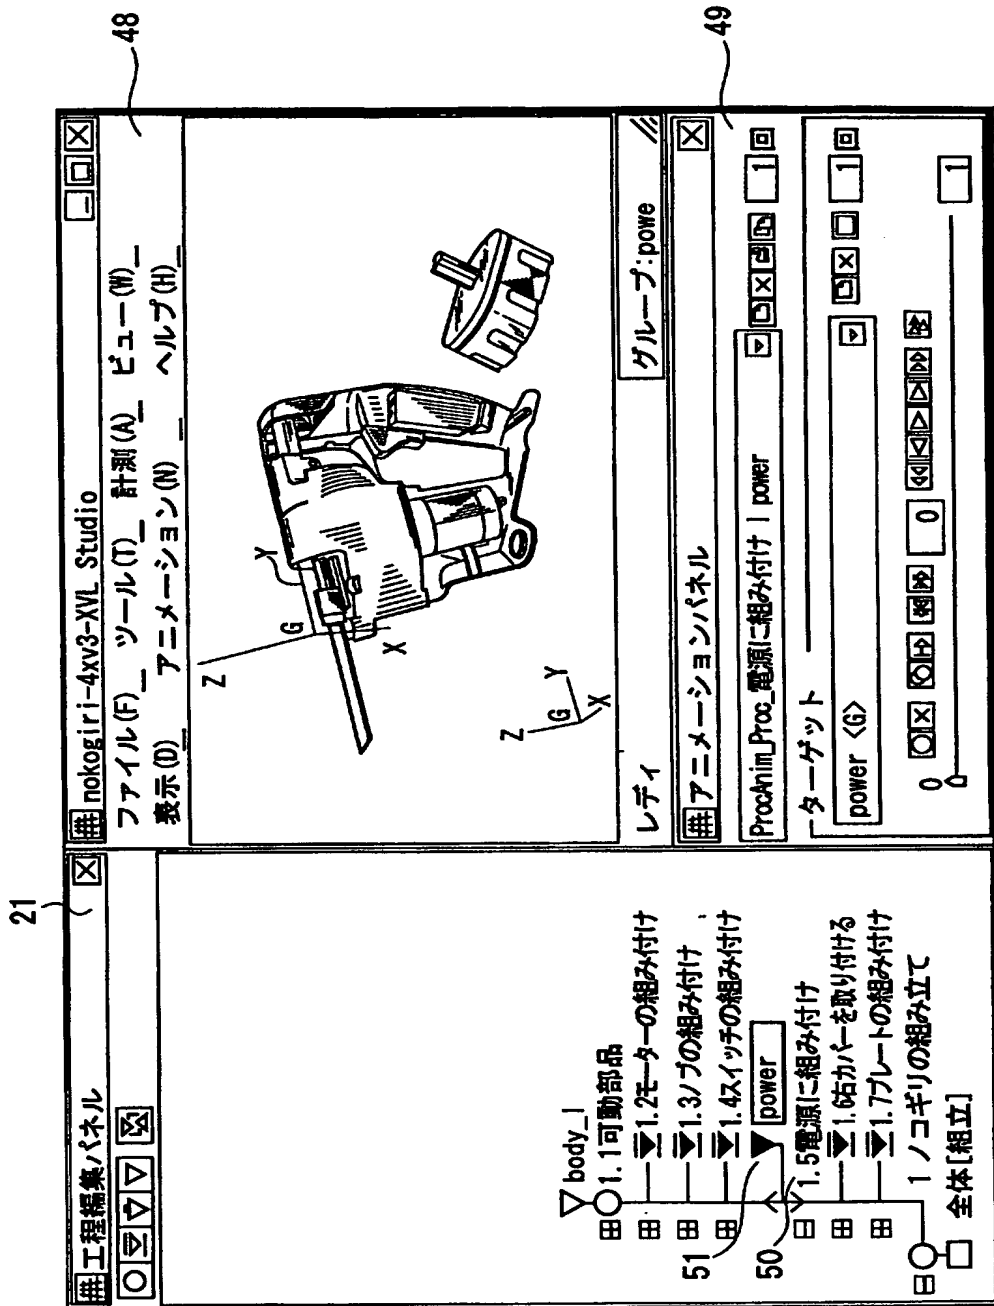 21
48
49
工程編集パネル
body_l
1.1可動部品
1.2モーターの組み付け
1.3ノブの組み付け
1.4スイッチの組み付け
51
power
50
1.5電源に組み付け
1.6右カバーを取り付ける
1.7プレートの組み付け
1 ノコギリの組み立て
全体[組立]
nokogiri-4xv3-XVL Studio
ファイル(F)_ ツール(T)_ 計測(A)_ ビュー(W)_
表示(D)_ アニメーション(N)_ ヘルプ(H)_
Z
G
Y
X
Z
G
Y
X
レディ
グループ:powe
アニメーションパネル
ProcAnim_Proc_電源に組み付け | power
1
ターゲット
power <G>
1
0
0
1